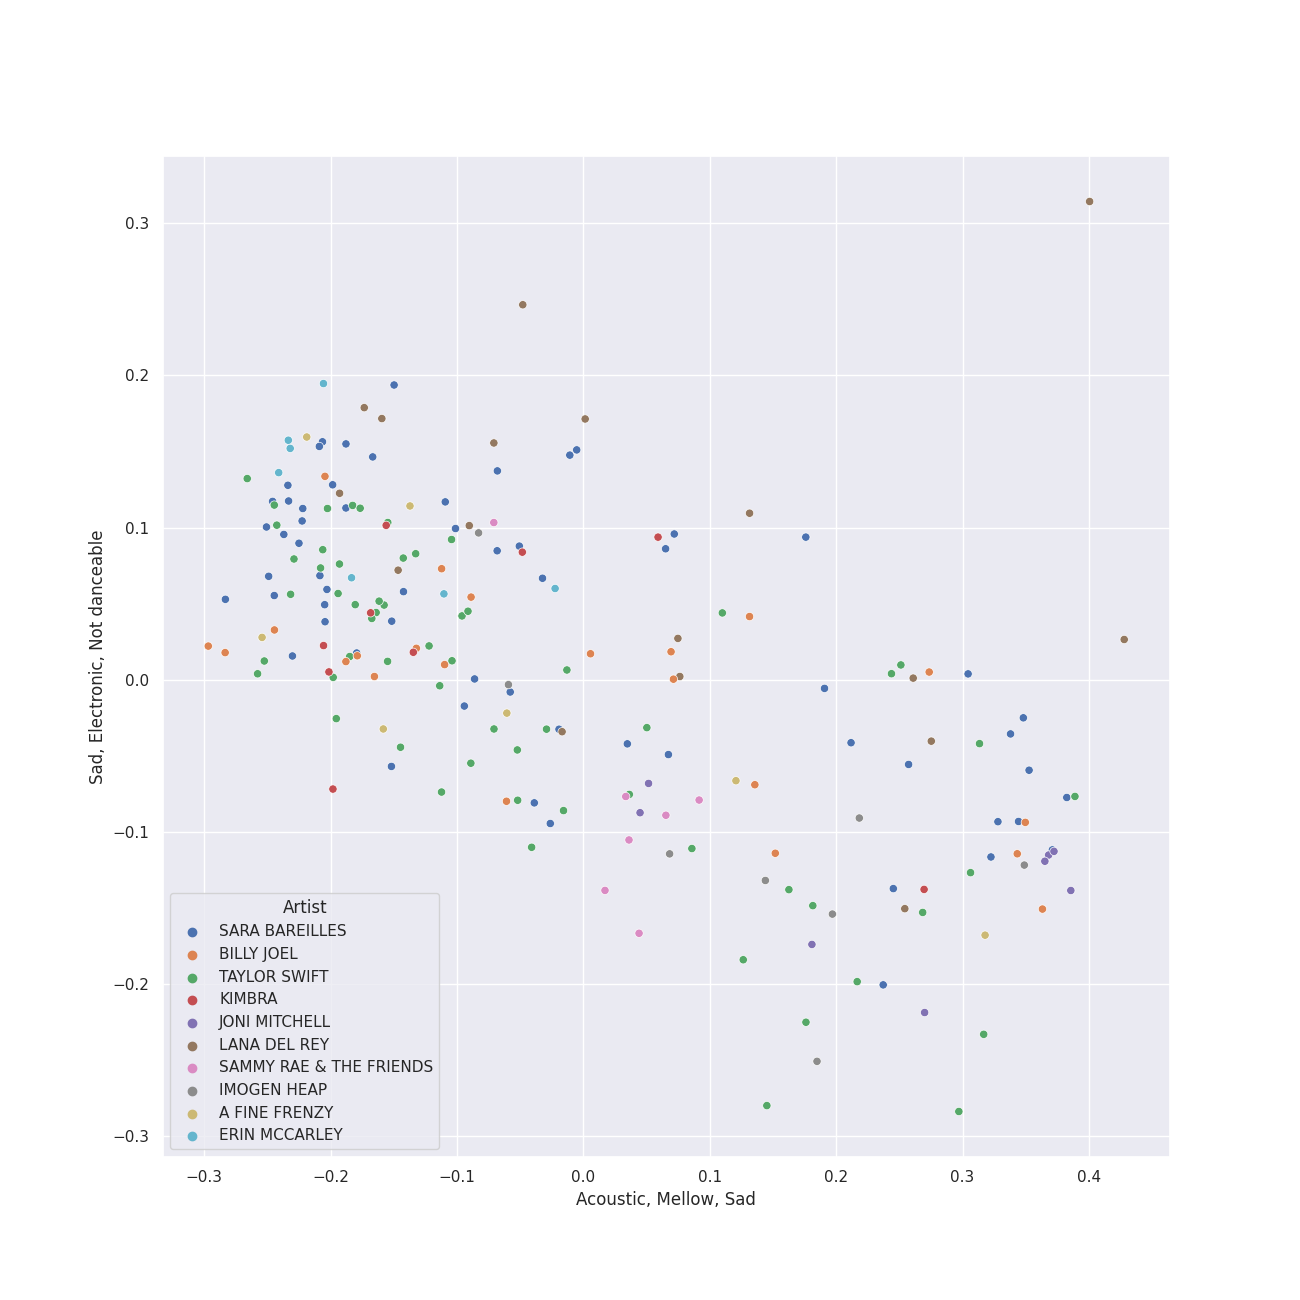 0.3
0.2
0.1
0.0
−0.1
−0.2
−0.3
Sad, Electronic, Not danceable
Artist
SARA BAREILLES
BILLY JOEL
TAYLOR SWIFT
KIMBRA
JONI MITCHELL
LANA DEL REY
SAMMY RAE & THE FRIENDS
IMOGEN HEAP
A FINE FRENZY
ERIN MCCARLEY
−0.3 −0.2 −0.1 0.0 0.1 0.2 0.3 0.4
Acoustic, Mellow, Sad